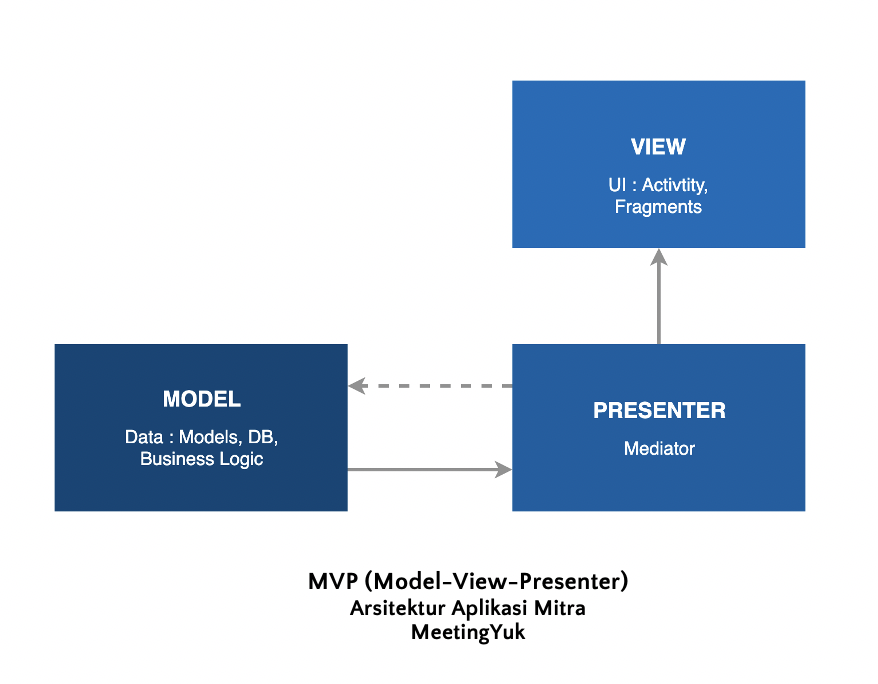 VIEW
UI : Activtity,
Fragments
MODEL
Data : Models, DB,
Business Logic
PRESENTER
Mediator
MVP (Model-View-Presenter)
Arsitektur Aplikasi Mitra
MeetingYuk